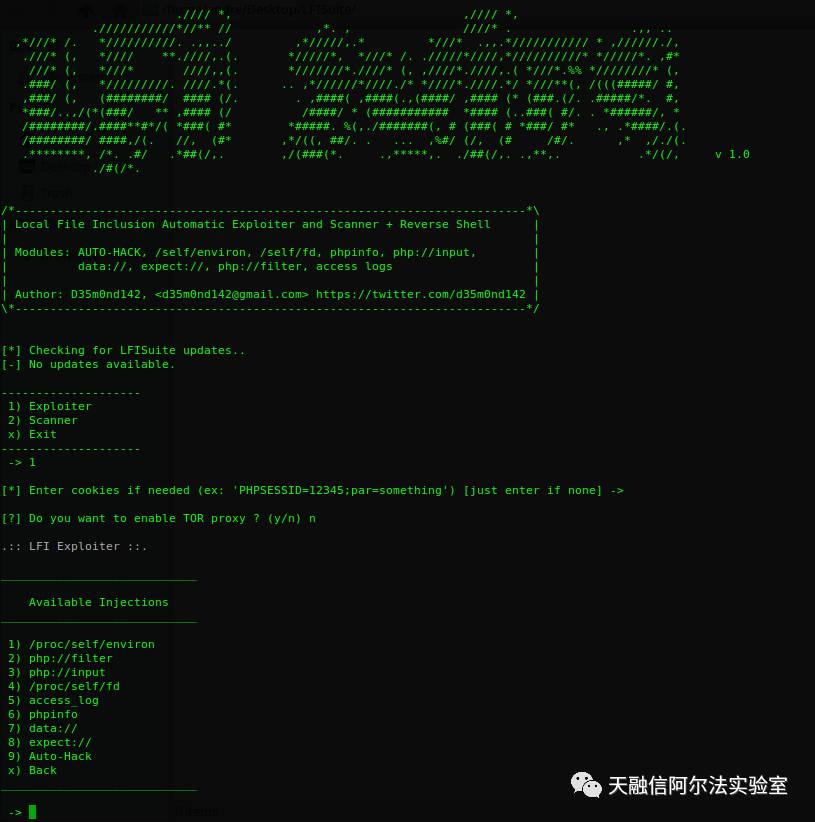 v 1.0
/*-------------------------------------------------------------------------*\
| Local File Inclusion Automatic Exploiter and Scanner + Reverse Shell |
| Modules: AUTO-HACK, /self/environ, /self/fd, phpinfo, php://input, |
| data://, expect://, php://filter, access logs |
| Author: D35m0nd142, <d35m0nd142@gmail.com> https://twitter.com/d35m0nd142 |
\*-------------------------------------------------------------------------*/
[*] Checking for LFISuite updates..
[-] No updates available.
--------------------
1) Exploiter
2) Scanner
x) Exit
--------------------
-> 1
[*] Enter cookies if needed (ex: 'PHPSESSID=12345;par=something') [just enter if none] ->
[?] Do you want to enable TOR proxy ? (y/n) n
.:: LFI Exploiter ::.
Available Injections
1) /proc/self/environ
2) php://filter
3) php://input
4) /proc/self/fd
5) access_log
6) phpinfo
7) data://
8) expect://
9) Auto-Hack
x) Back
->
天融信阿尔法实验室